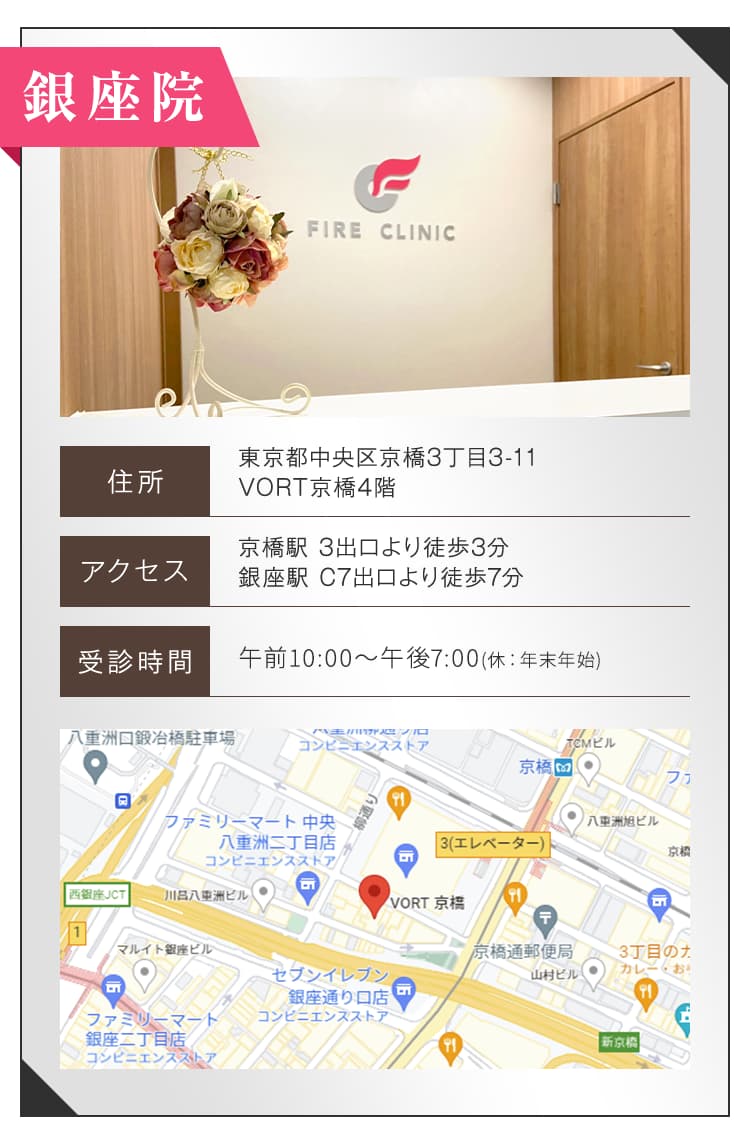 銀座院
FIRE CLINIC
住所
東京都中央区京橋3丁目3-11
VORT京橋4階
アクセス
京橋駅 3出口より徒歩3分
銀座駅 C7出口より徒歩7分
受診時間
午前10:00〜午後7:00(休：年末年始)
八重洲口鍛冶橋駐車場
コンビニエンスストア
TCMビル
京橋
柳通り
ファミリーマート 中央
八重洲二丁目店
コンビニエンスストア
八重洲旭ビル
3(エレベーター)
京橋
西銀座JCT
川昌八重洲ビル
VORT 京橋
1
マルイト銀座ビル
京橋通郵便局
山村ビル
3丁目のカ
カレー・お
セブンイレブン
銀座通り口店
コンビニエンスストア
ファミリーマート
銀座二丁目店
コンビニエンスストア
新京橋